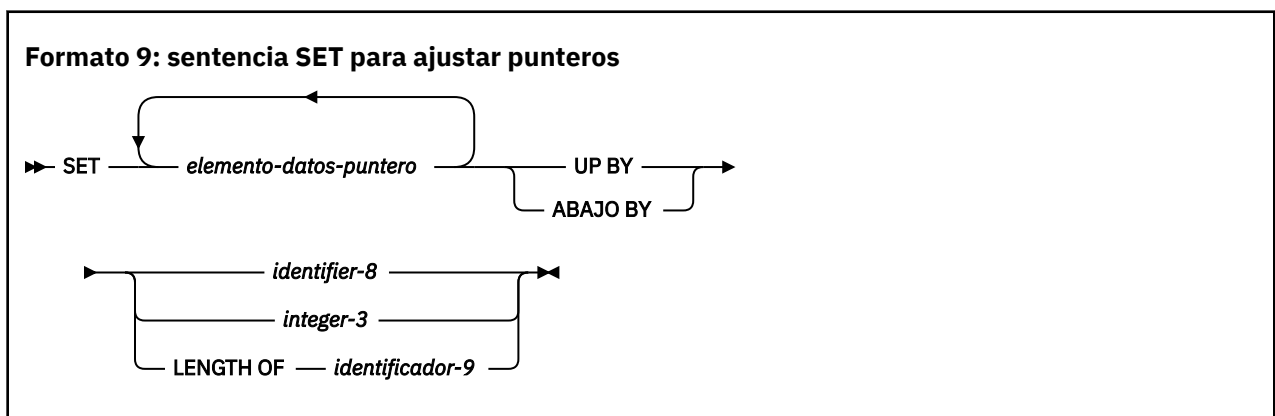 Formato 9: sentencia SET para ajustar punteros
SET elemento-datos-puntero UP BY
ABAJO BY
identifier-8
integer-3
LENGTH OF identificador-9